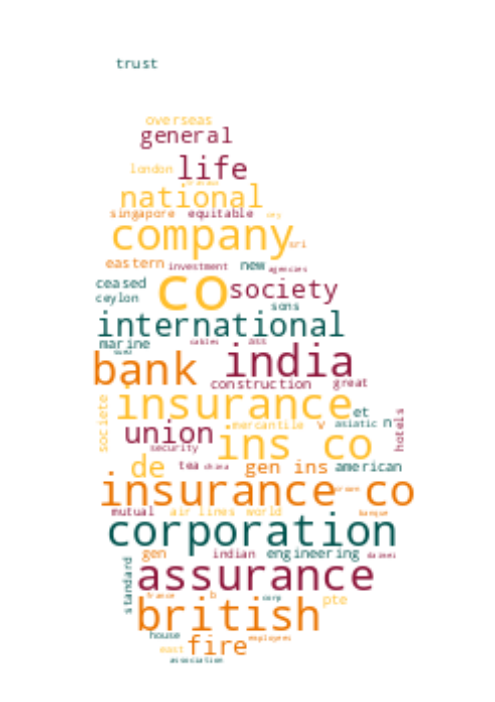 trust
overseas
general
london life
national
singapore equitable
company sri
eastern investment new agencies
ceased co society
ceylon sons
international
marine cables
bank india
construction great
insurance et
societe mercantile v asiatic n hotels
union ins co
security
de tea china gen ins american
insurance co
mutual air lines world banque
corporation
gen indian engineering
standard assurance
france b corp pte
british
house employees
east fire
association